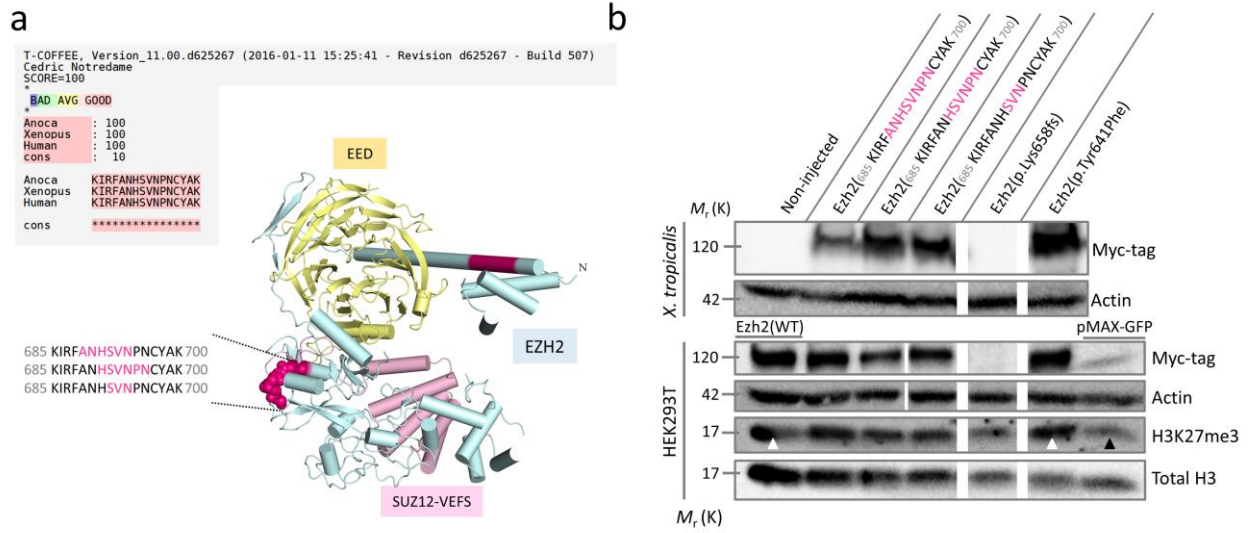 a
T-COFFEE, Version_11.00.d625267 (2016-01-11 15:25:41 - Revision d625267 - Build 507)
Cedric Notredame
SCORE=100
*
BAD AVG GOOD
*
Anoca : 100
Xenopus : 100
Human : 100
cons : 10
Anoca KIRFANHSVNPNCYAK
Xenopus KIRFANHSVNPNCYAK
Human KIRFANHSVNPNCYAK
cons ****************
EED
N
EZH2
685 KIRFANHSVNPNCYAK 700
685 KIRFANHSVNPNCYAK 700
685 KIRFANHSVNPNCYAK 700
SUZ12-VEFS
b
Non-injected
Ezh2(685 KIRFANHSVNPNCYAK 700)
Ezh2(685 KIRFANHSVNPNCYAK 700)
Ezh2(685 KIRFANHSVNPNCYAK 700)
Ezh2(p.Lys658fs)
Ezh2(p.Tyr641Phe)
Mr (K)
X. tropicalis
120
Myc-tag
42
Actin
Ezh2(WT)
pMAX-GFP
HEK293T
120
Myc-tag
42
Actin
17
H3K27me3
17
Total H3
Mr (K)